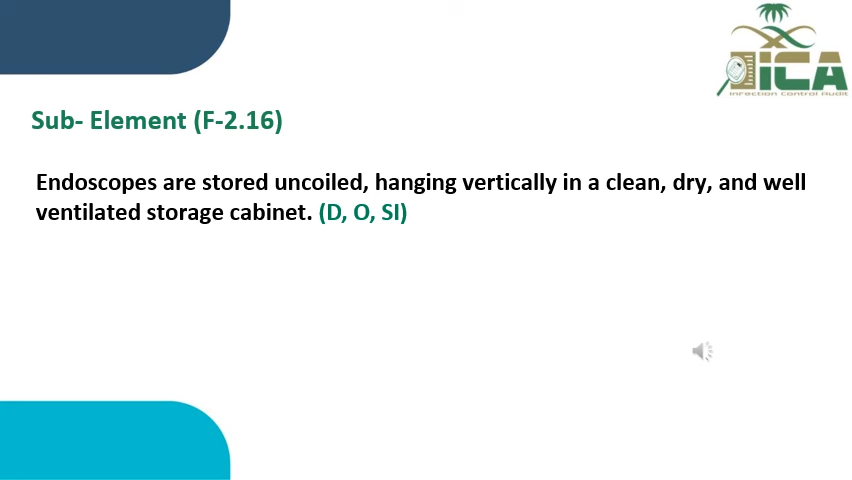 ICA
Infection Control Audit
Sub- Element (F-2.16)
Endoscopes are stored uncoiled, hanging vertically in a clean, dry, and well
ventilated storage cabinet. (D, O, SI)